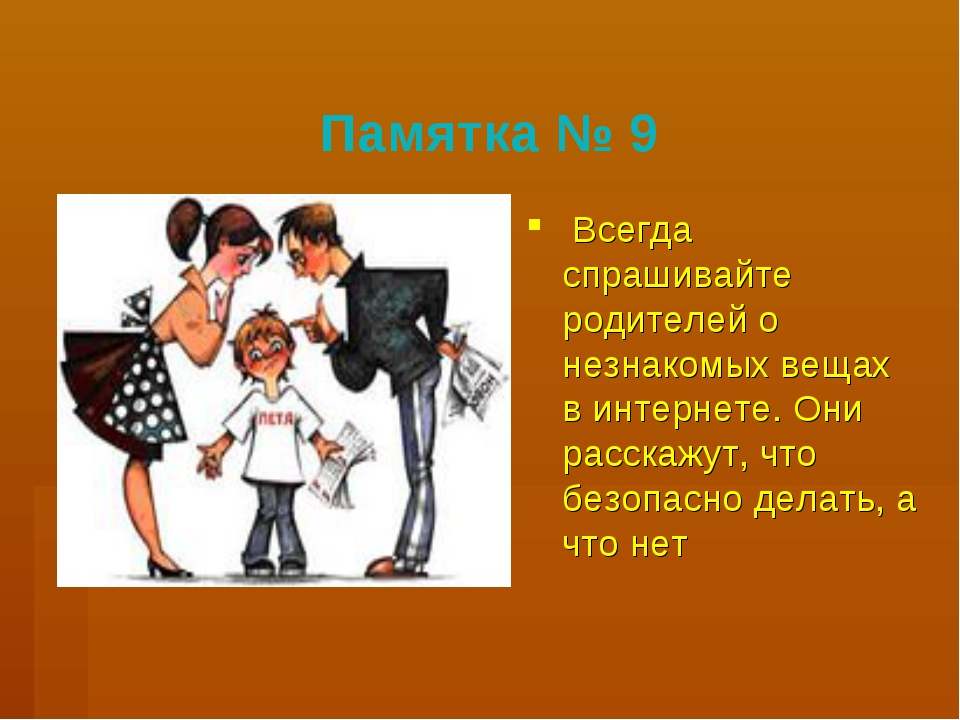 Памятка № 9
Всегда
спрашивайте
родителей о
незнакомых вещах
в интернете. Они
расскажут, что
безопасно делать, а
что нет
ПЕТЯ